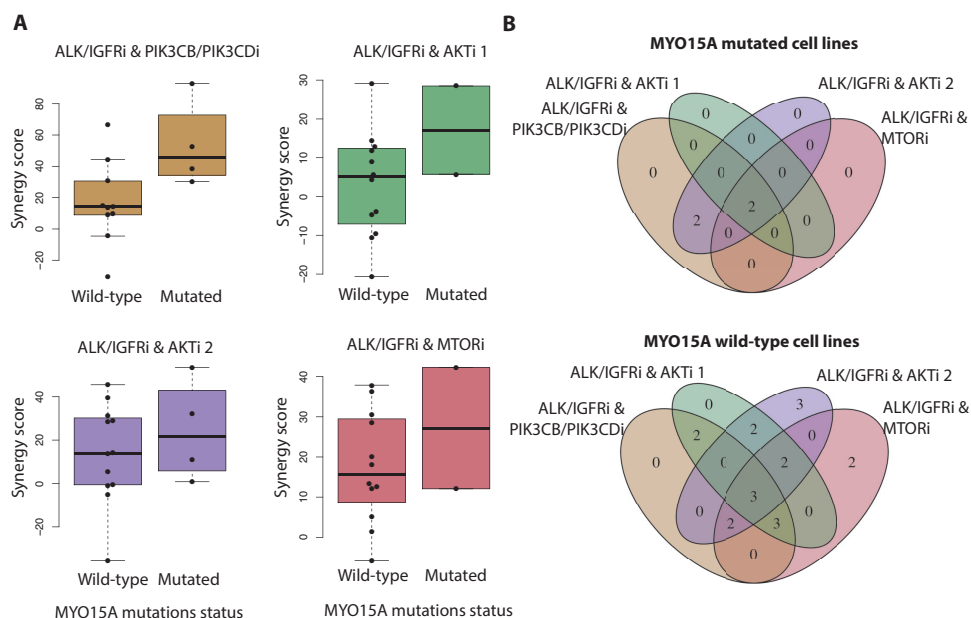 A
ALK/IGFRi & PIK3CB/PIK3CDi
Synergy score
80
60
40
20
0
−20
Wild-type Mutated
ALK/IGFRi & AKTi 1
Synergy score
30
20
10
0
−10
−20
Wild-type Mutated
ALK/IGFRi & AKTi 2
Synergy score
40
20
0
−20
Wild-type Mutated
MYO15A mutations status
ALK/IGFRi & MTORi
Synergy score
40
30
20
10
0
Wild-type Mutated
MYO15A mutations status
B
MYO15A mutated cell lines
ALK/IGFRi & AKTi 1
ALK/IGFRi & AKTi 2
ALK/IGFRi &
PIK3CB/PIK3CDi
ALK/IGFRi &
MTORi
0 0
0 0 0
0 0 0 0
2 2 0
0 0
0
MYO15A wild-type cell lines
ALK/IGFRi & AKTi 1
ALK/IGFRi & AKTi 2
ALK/IGFRi &
PIK3CB/PIK3CDi
ALK/IGFRi &
MTORi
0 3
2 2 0
0 0 2 2
3
0 0
2 3
0